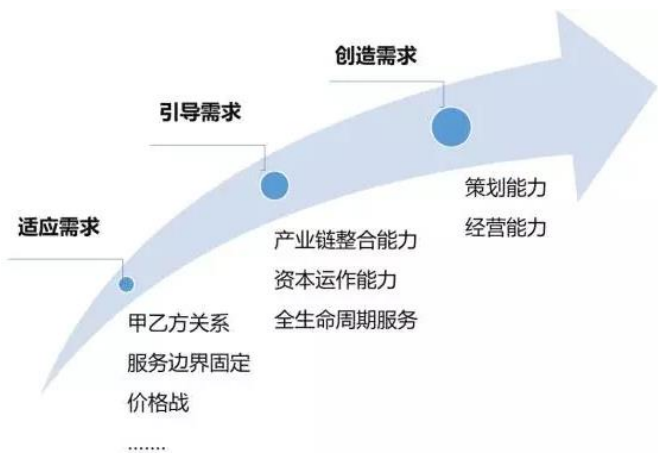 创造需求
引导需求
适应需求
策划能力
经营能力
产业链整合能力
资本运作能力
全生命周期服务
甲乙方关系
服务边界固定
价格战
.......